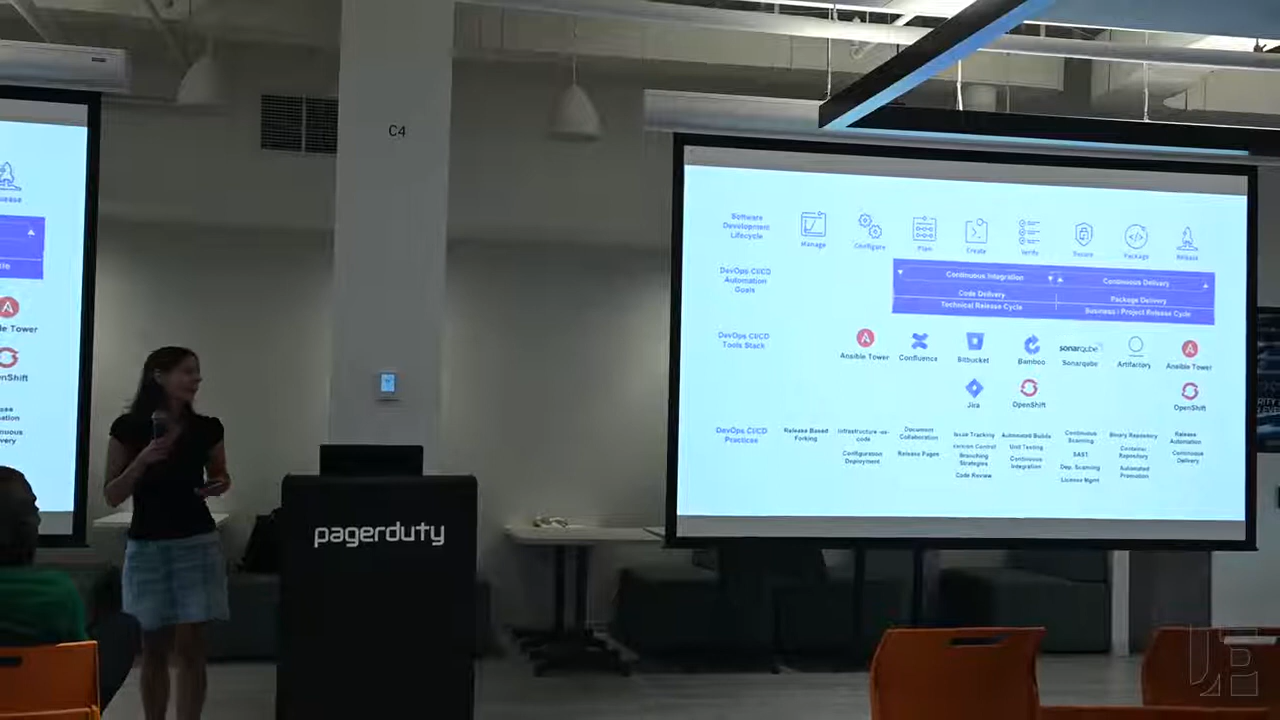 ease
le Tower
nShift
C4
pagerduty
Software
Development
Lifecycle
Manage
Configure
Plan
Create
Verify
Secure
Package
Release
DevOps CI/CD
Automation
Goals
Continuous Integration
Continuous Delivery
Code Delivery
Package Delivery
Technical Release Cycle
Business / Project Release Cycle
DevOps CI/CD
Tools Stack
Ansible Tower
Confluence
Bitbucket
Bamboo
sonarqube
Sonarqube
Artifactory
Ansible Tower
Jira
OpenShift
OpenShift
DevOps CI/CD
Practices
Release Based
Forking
Infrastructure -as-
code
Configuration
Deployment
Document
Collaboration
Release Pages
Issue Tracking
Version Control
Branching
Strategies
Code Review
Automated Builds
Unit Testing
Continuous
Integration
Continuous
Scanning
SAST
Dep. Scanning
License Mgmt
Binary Repository
Container
Repository
Automated
Promotion
Release
Automation
Continuous
Delivery